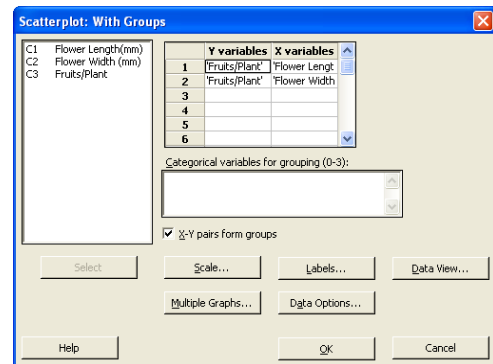 Scatterplot: With Groups
C1 Flower Length(mm)
C2 Flower Width (mm)
C3 Fruits/Plant
Y variables X variables
1 'Fruits/Plant' 'Flower Lengt
2 'Fruits/Plant' 'Flower Width
3
4
5
6
Categorical variables for grouping (0-3):
X-Y pairs form groups
Select Scale... Labels... Data View...
Multiple Graphs... Data Options...
Help OK Cancel